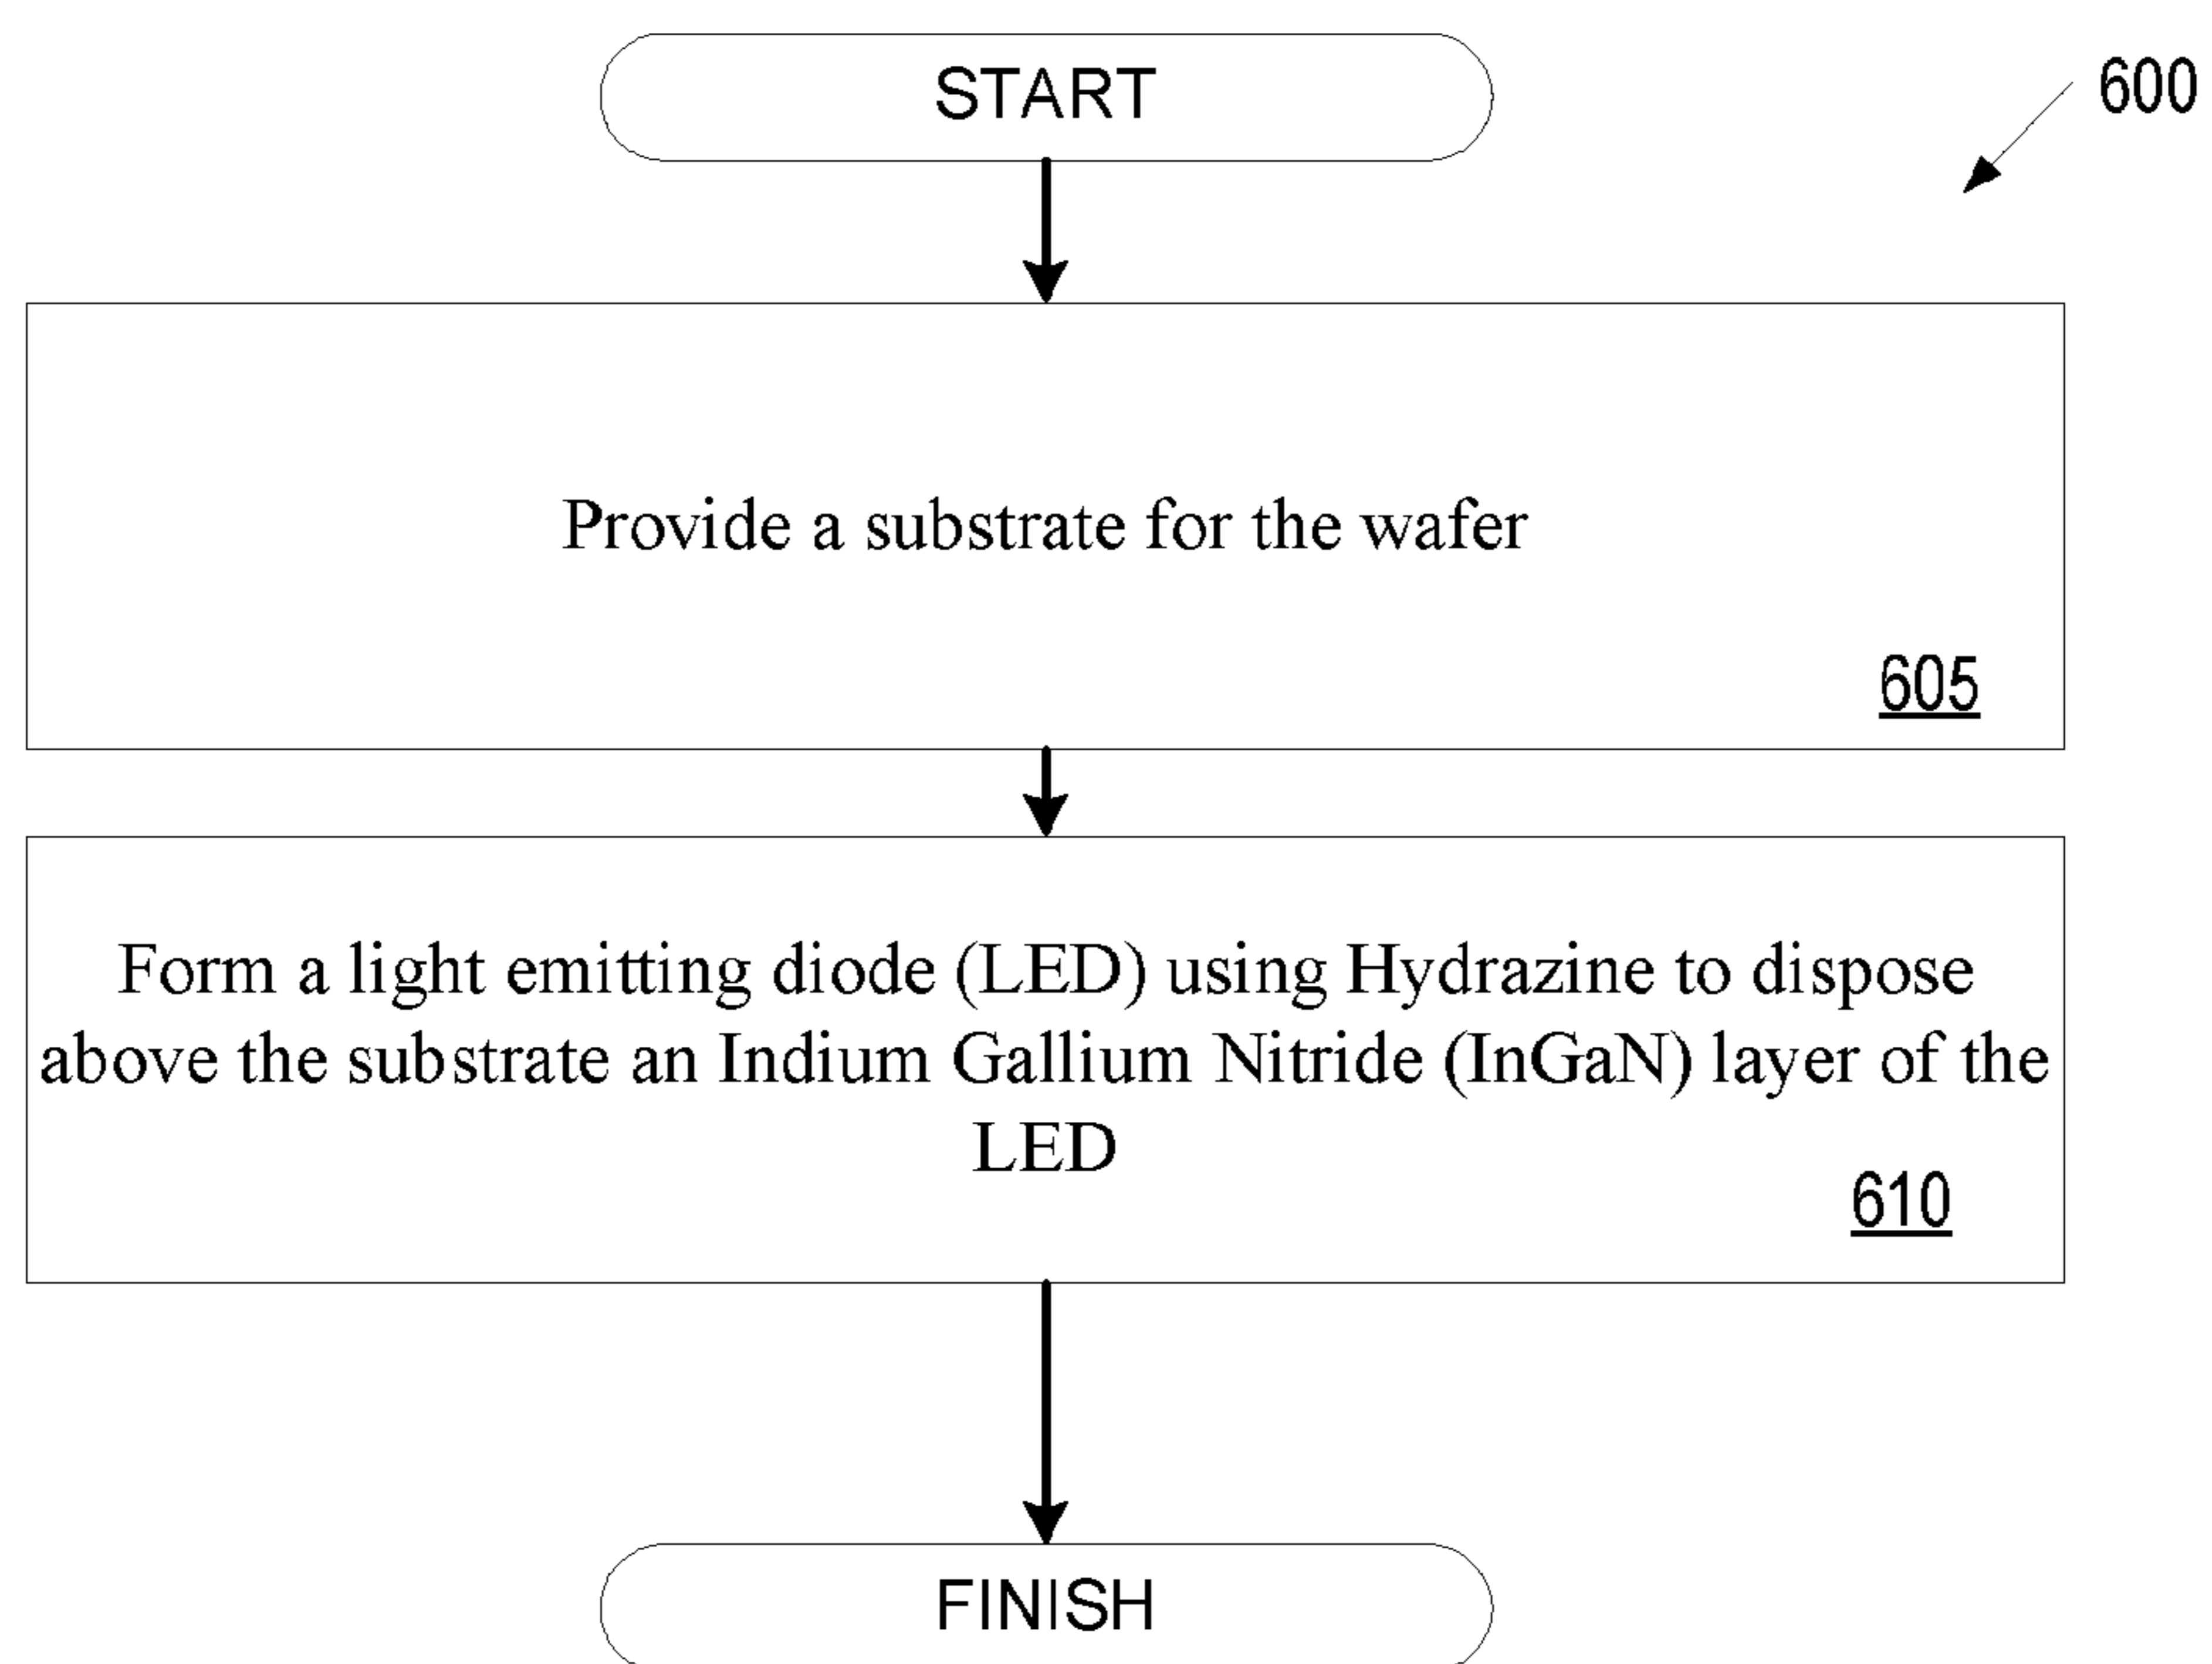 START
600
Provide a substrate for the wafer
605
Form a light emitting diode (LED) using Hydrazine to dispose
above the substrate an Indium Gallium Nitride (InGaN) layer of the
LED
610
FINISH